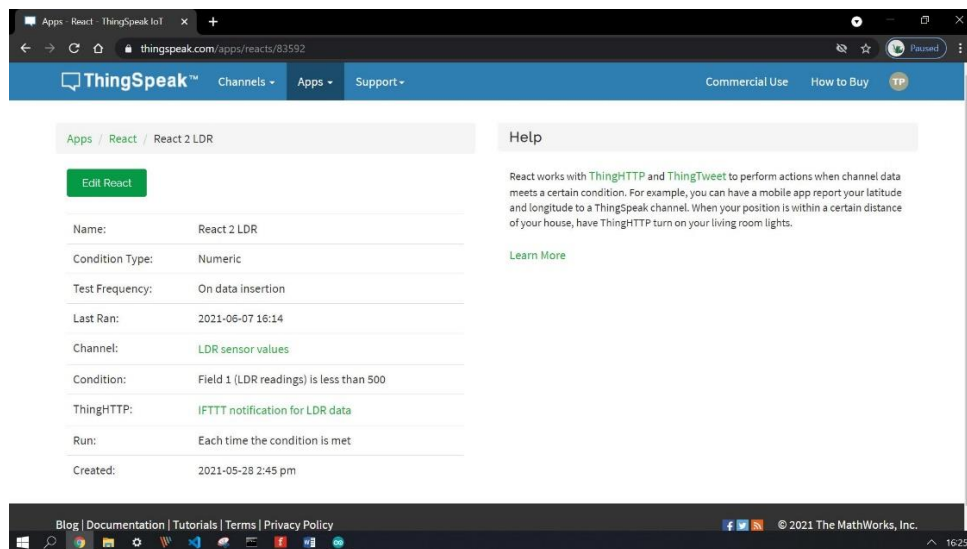 Apps - React - ThingSpeak IoT
thingspeak.com/apps/reacts/83592
Paused
ThingSpeak™ Channels Apps Support Commercial Use How to Buy TP
Apps / React / React 2 LDR
Edit React
Name: React 2 LDR
Condition Type: Numeric
Test Frequency: On data insertion
Last Ran: 2021-06-07 16:14
Channel: LDR sensor values
Condition: Field 1 (LDR readings) is less than 500
ThingHTTP: IFTTT notification for LDR data
Run: Each time the condition is met
Created: 2021-05-28 2:45 pm
Help
React works with ThingHTTP and ThingTweet to perform actions when channel data
meets a certain condition. For example, you can have a mobile app report your latitude
and longitude to a ThingSpeak channel. When your position is within a certain distance
of your house, have ThingHTTP turn on your living room lights.
Learn More
Blog | Documentation | Tutorials | Terms | Privacy Policy
© 2021 The MathWorks, Inc.
16:25